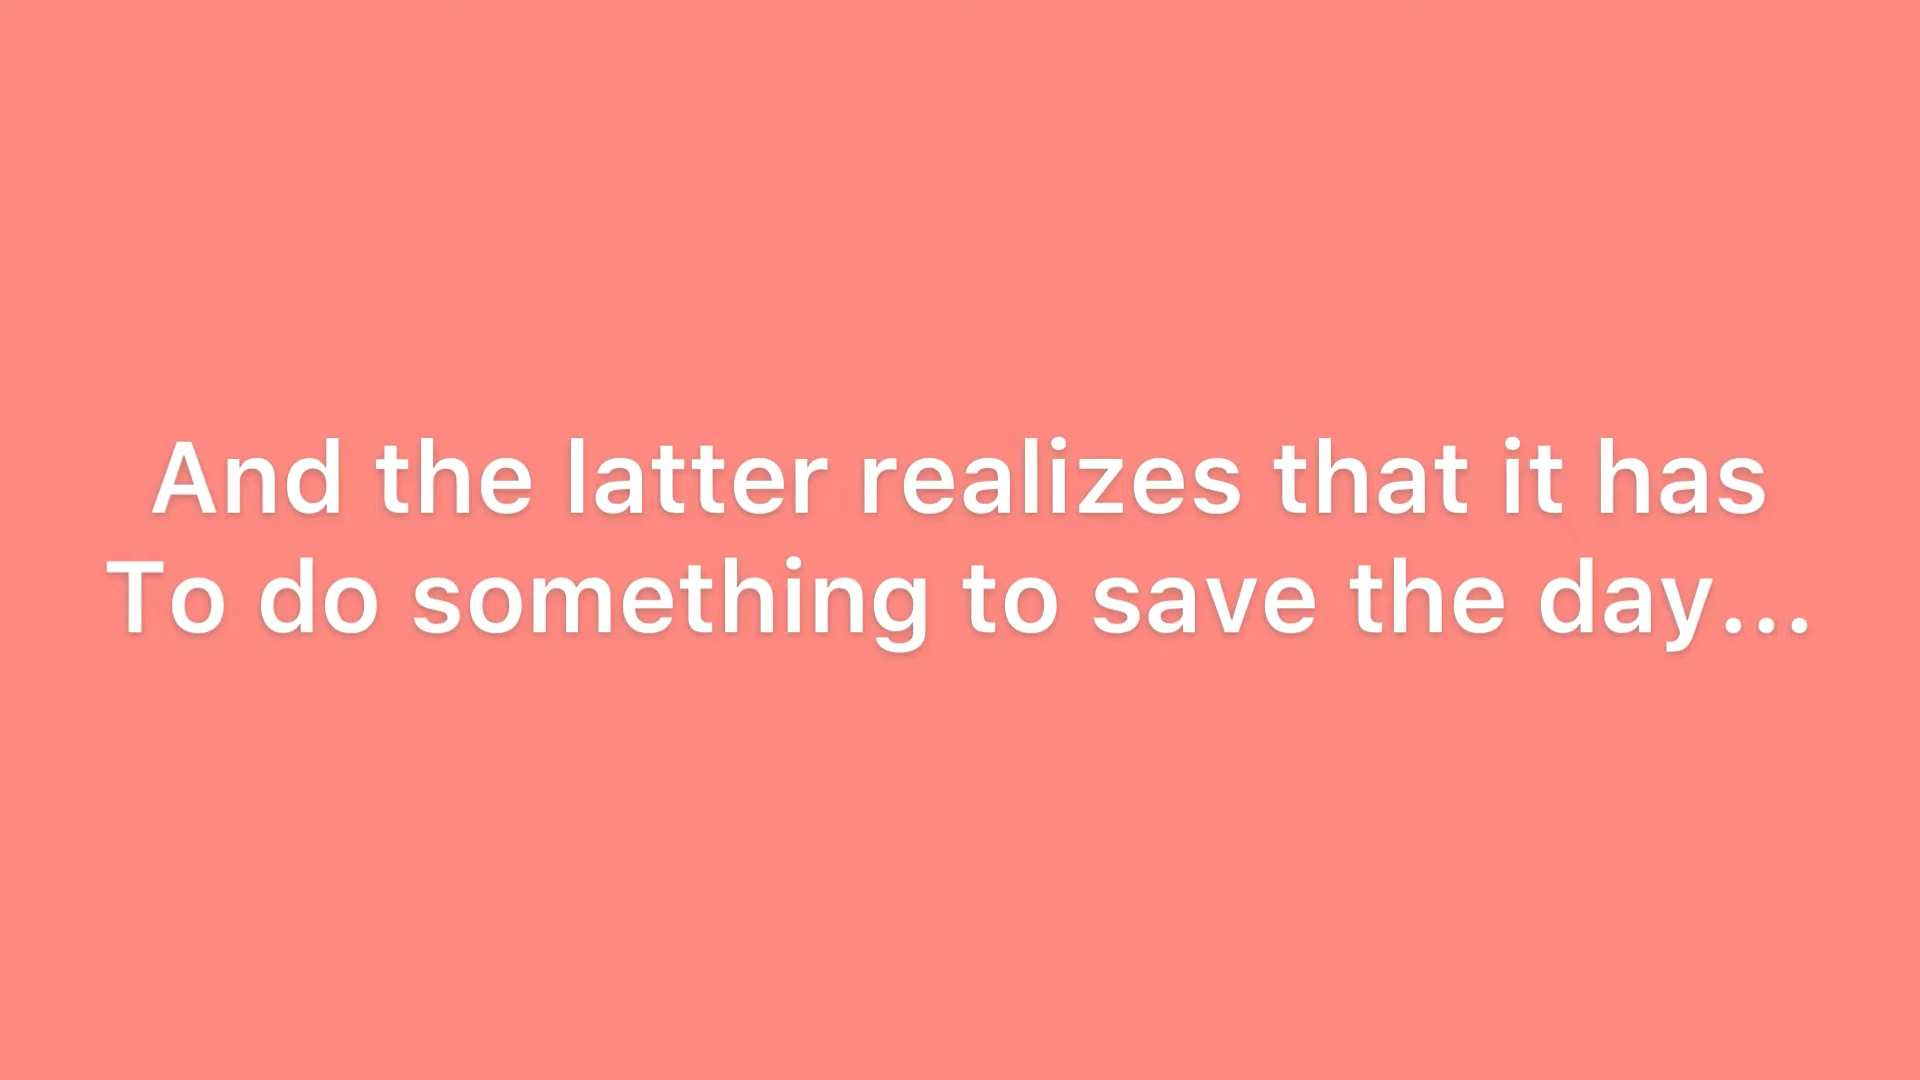 And the latter realizes that it has
To do something to save the day...